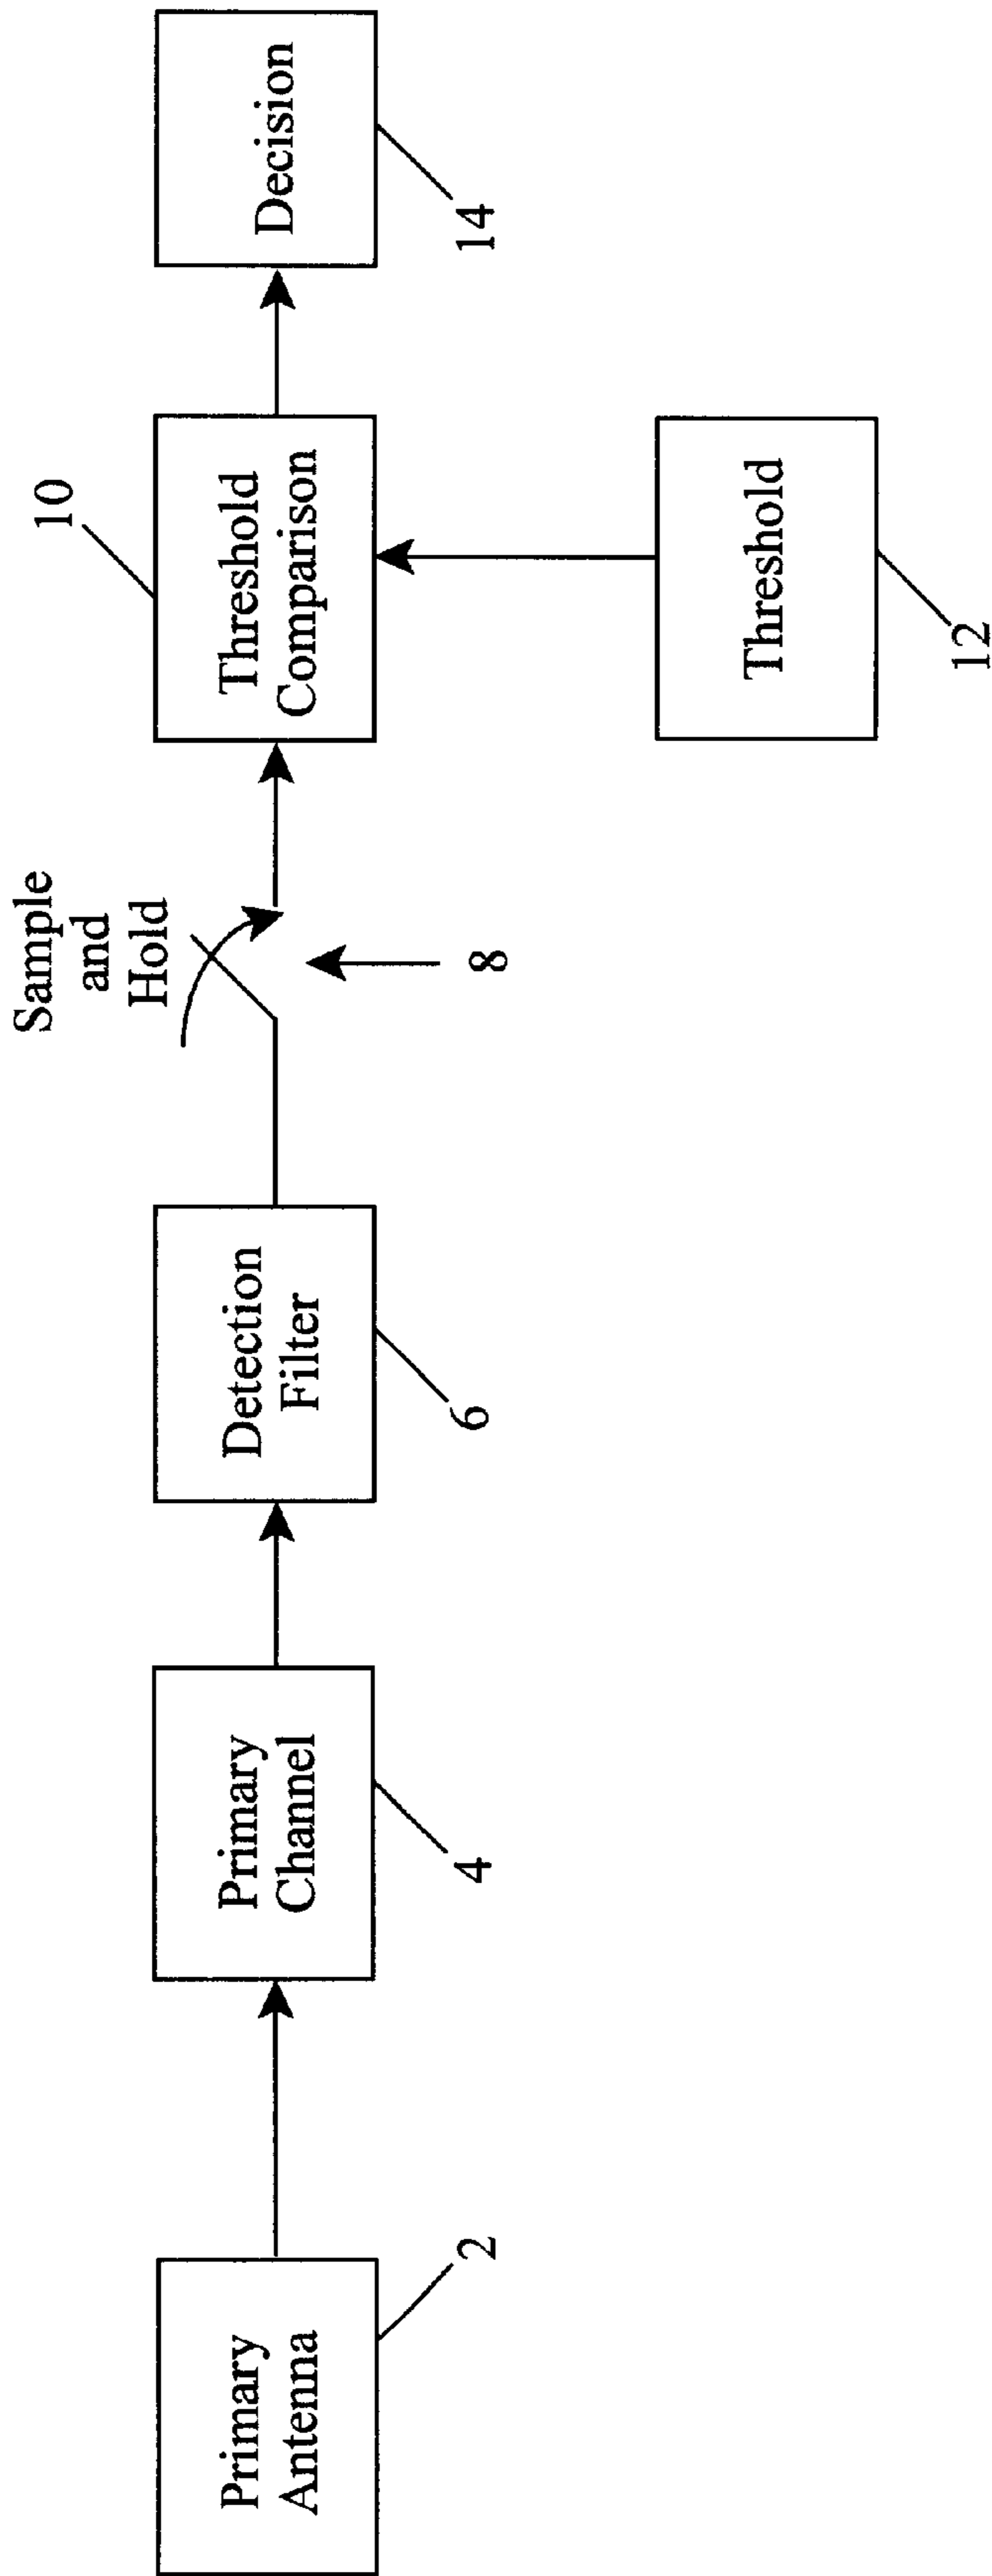 Primary
Antenna
2
Primary
Channel
4
Detection
Filter
6
Sample
and
Hold
8
Threshold
Comparison
10
Threshold
12
Decision
14